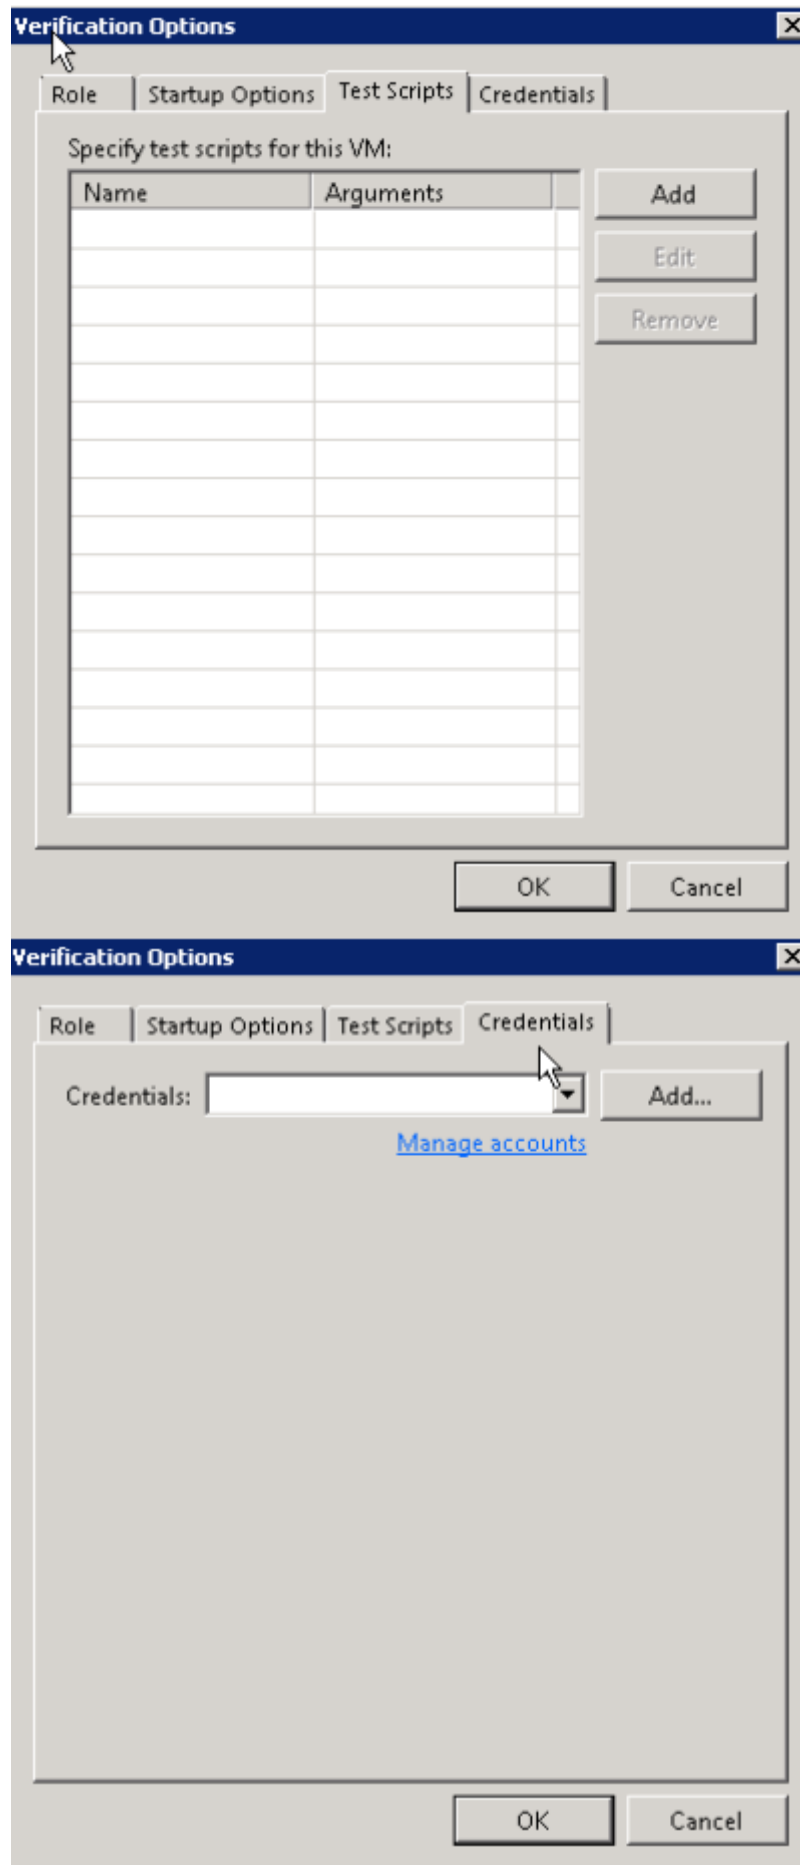 Verification Options
Role Startup Options Test Scripts Credentials
Specify test scripts for this VM:
Name Arguments Add
Edit
Remove
OK Cancel
Verification Options
Role Startup Options Test Scripts Credentials
Credentials: Add...
Manage accounts
OK Cancel